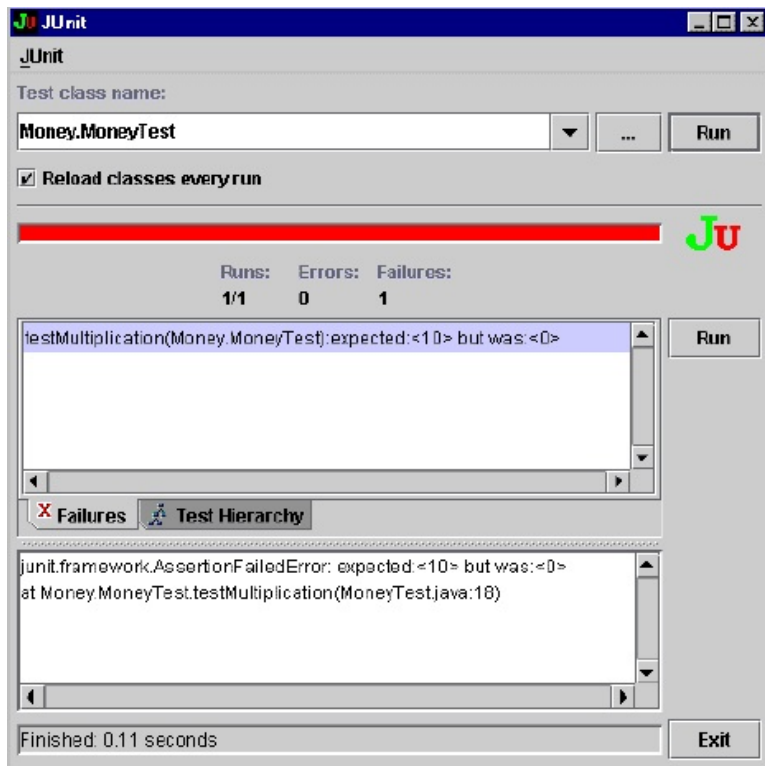 JU JUnit
JUnit
Test class name:
Money.MoneyTest ... Run
Reload classes every run
JU
Runs: Errors: Failures:
1/1 0 1
testMultiplication(Money.MoneyTest):expected:<10> but was:<0> Run
X Failures Test Hierarchy
junit.framework.AssertionFailedError: expected:<10> but was:<0>
at Money.MoneyTest.testMultiplication(MoneyTest.java:18)
Finished: 0.11 seconds Exit